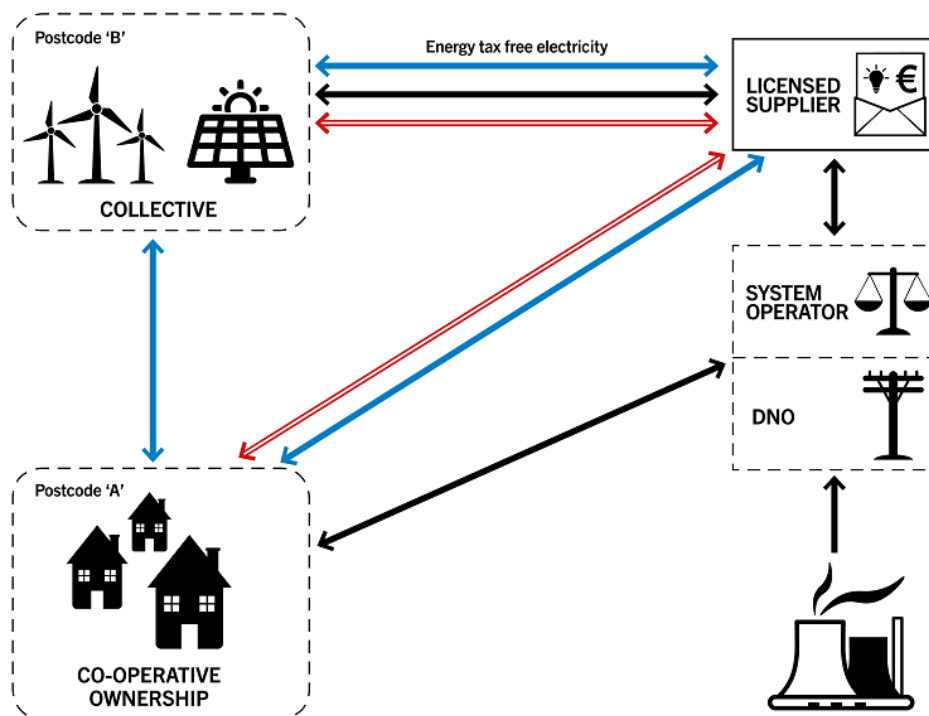 Postcode ‘B’
COLLECTIVE
Energy tax free electricity
LICENSED
SUPPLIER
€
SYSTEM
OPERATOR
DNO
Postcode ‘A’
CO-OPERATIVE
OWNERSHIP